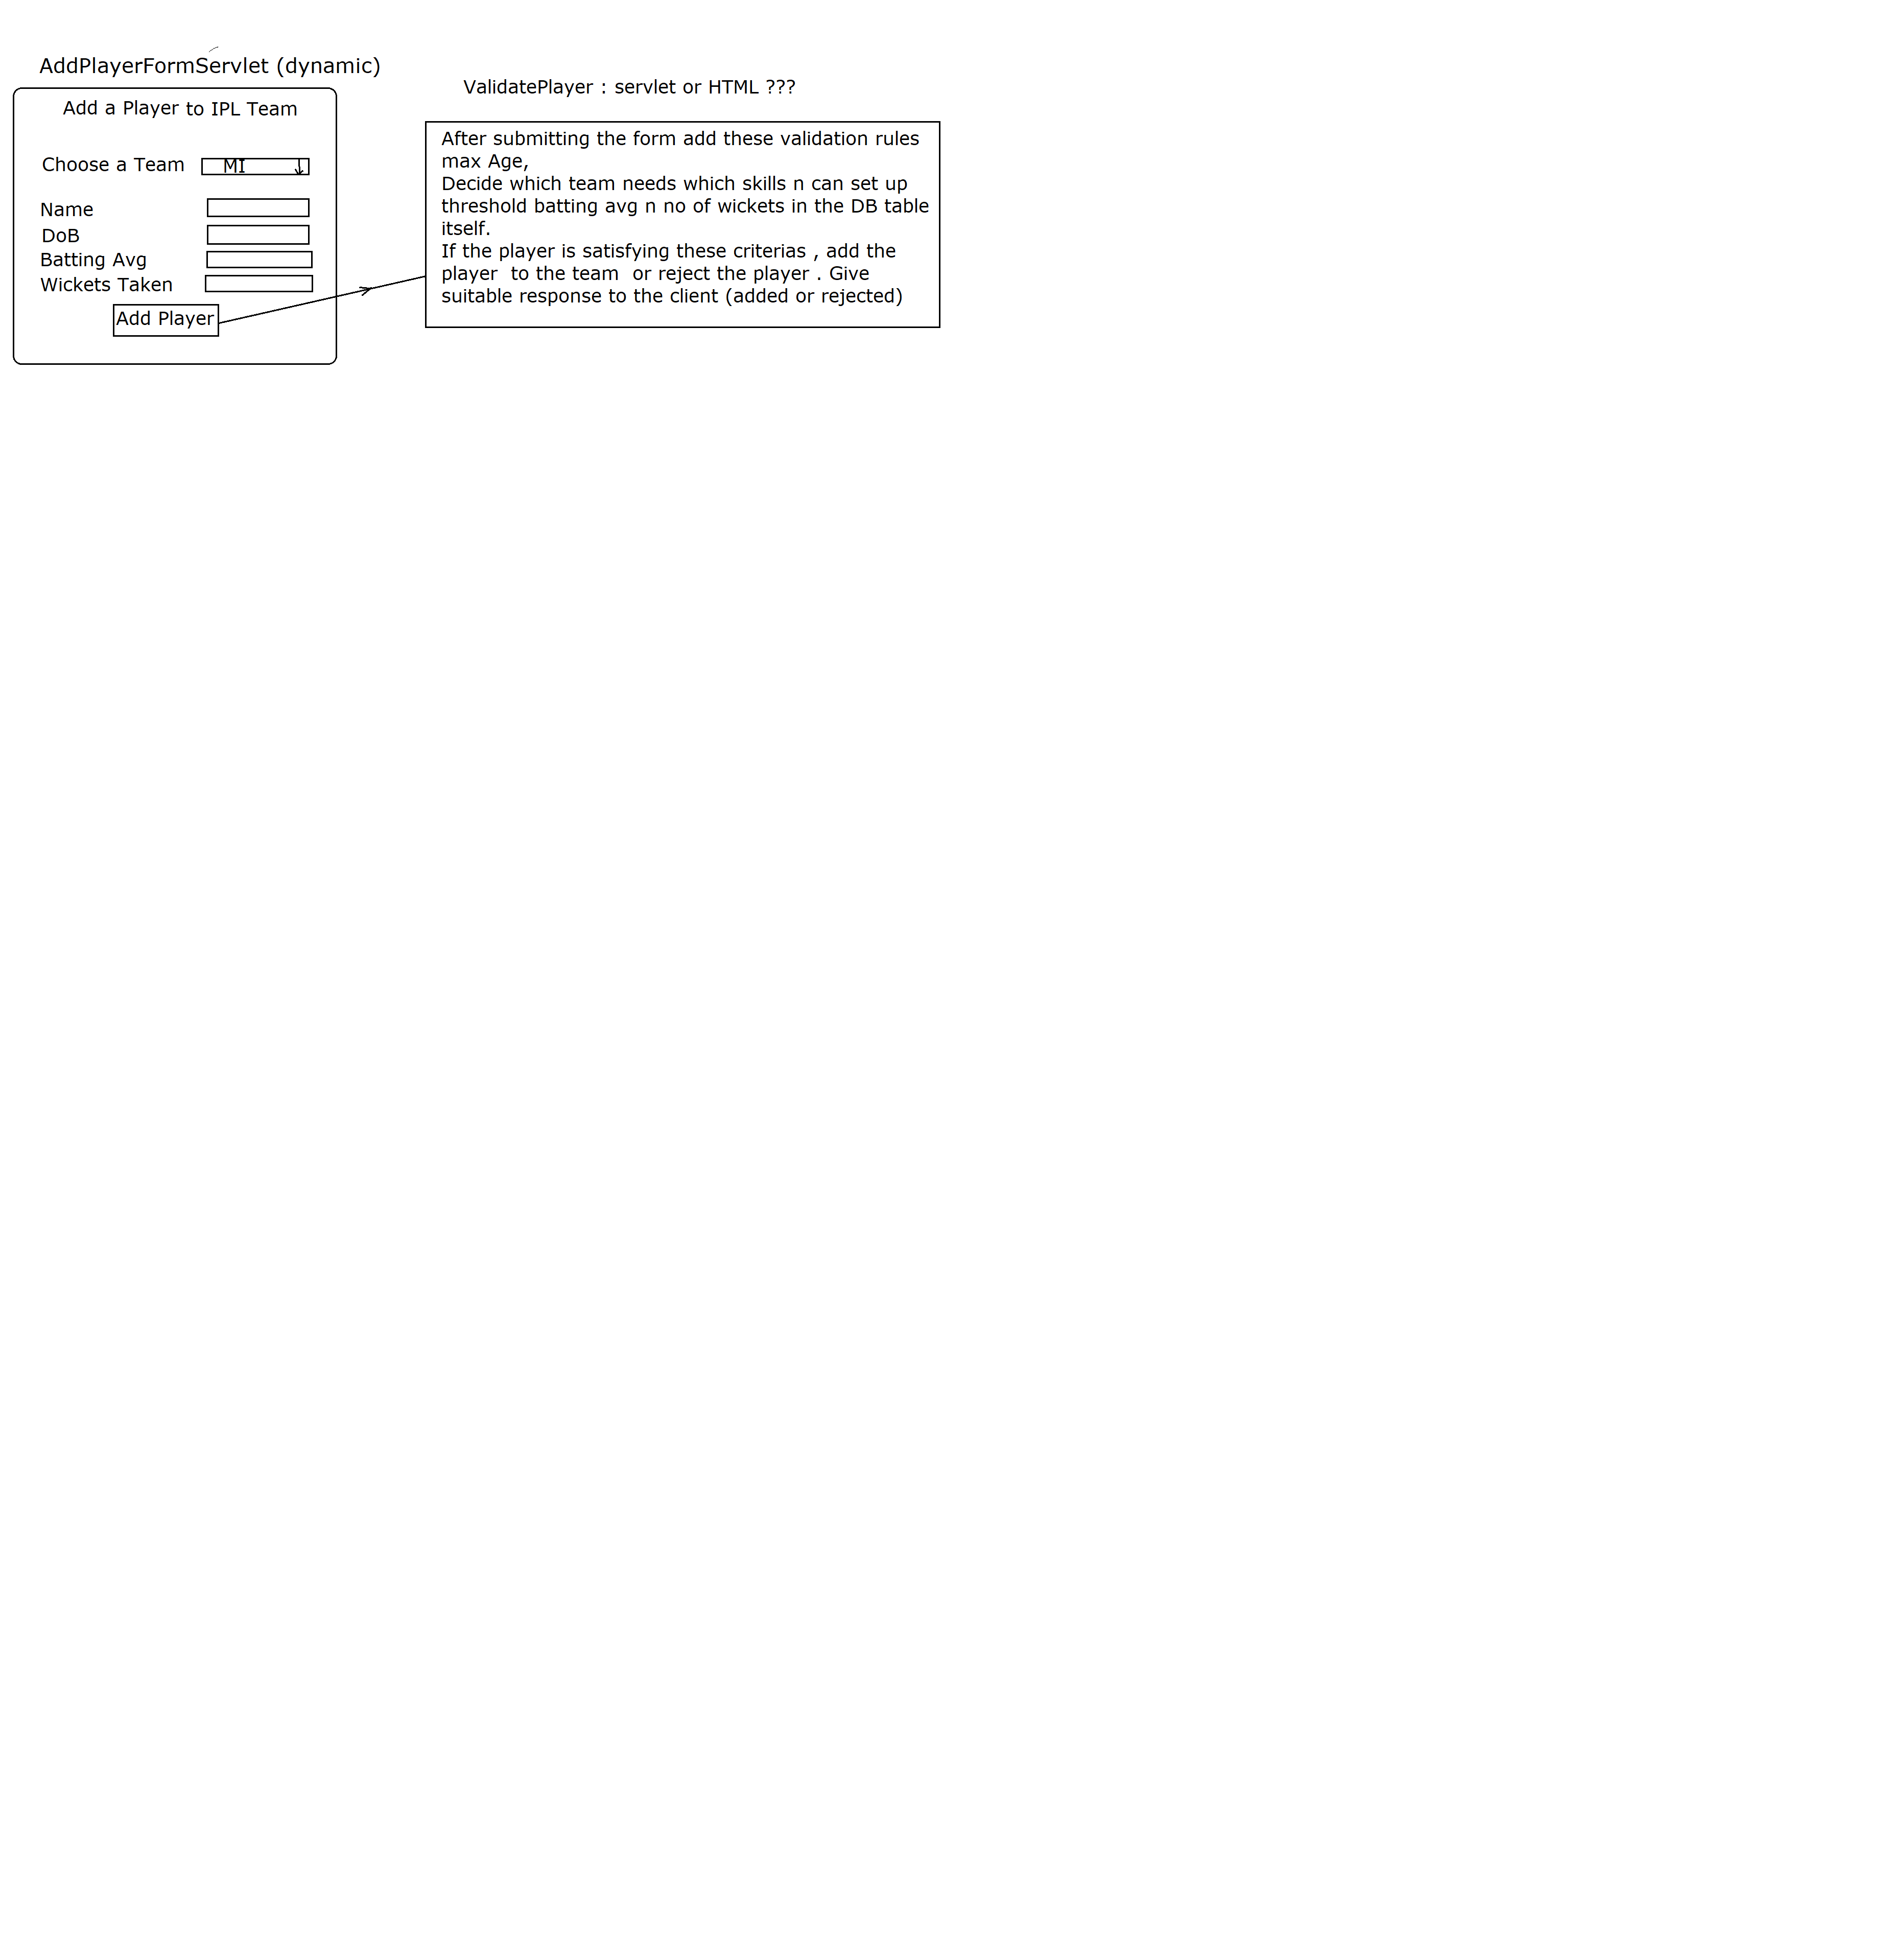 AddPlayerFormServlet (dynamic)
Add a Player to IPL Team
Choose a Team MI
Name
DoB
Batting Avg
Wickets Taken
Add Player
ValidatePlayer : servlet or HTML ???
After submitting the form add these validation rules
max Age,
Decide which team needs which skills n can set up
threshold batting avg n no of wickets in the DB table
itself.
If the player is satisfying these criterias , add the
player  to the team  or reject the player . Give
suitable response to the client (added or rejected)